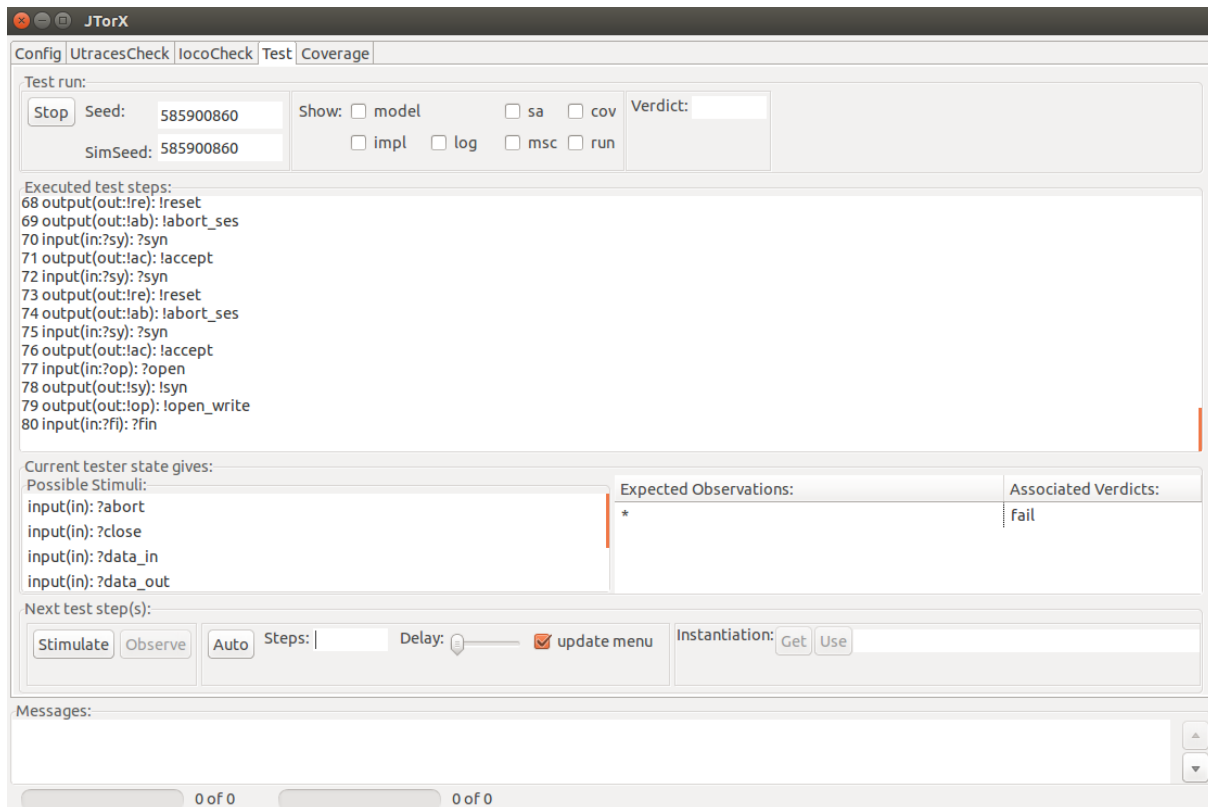 JTorX
Config UtracesCheck IocoCheck Test Coverage
Test run:
Stop Seed: 585900860 Show: model sa cov Verdict:
SimSeed: 585900860 impl log msc run
Executed test steps:
68 output(out:!re): !reset
69 output(out:!ab): !abort_ses
70 input(in:?sy): ?syn
71 output(out:!ac): !accept
72 input(in:?sy): ?syn
73 output(out:!re): !reset
74 output(out:!ab): !abort_ses
75 input(in:?sy): ?syn
76 output(out:!ac): !accept
77 input(in:?op): ?open
78 output(out:!sy): !syn
79 output(out:!op): !open_write
80 input(in:?fi): ?fin
Current tester state gives:
Possible Stimuli:
input(in): ?abort
input(in): ?close
input(in): ?data_in
input(in): ?data_out
Expected Observations: Associated Verdicts:
* fail
Next test step(s):
Stimulate Observe Auto Steps: Delay: update menu Instantiation: Get Use
Messages:
0 of 0 0 of 0